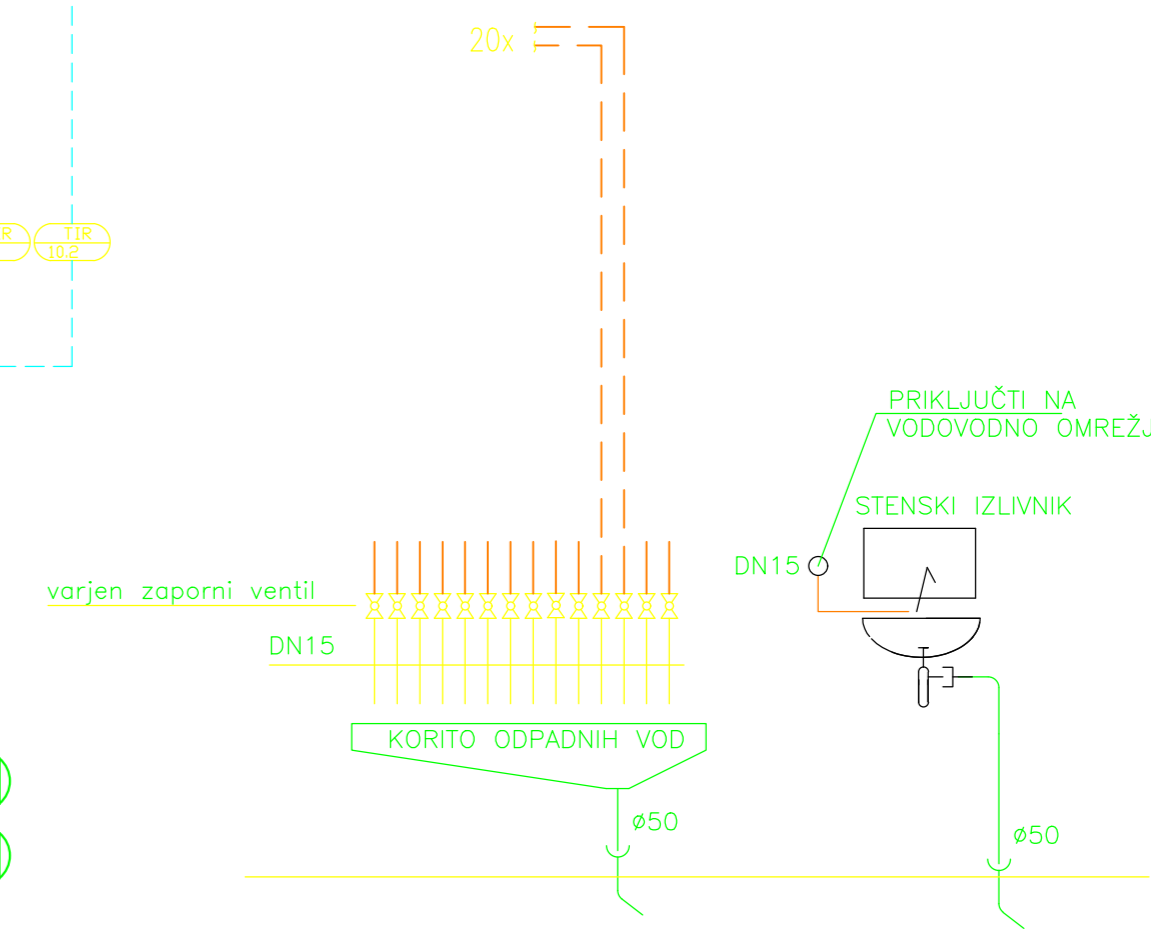 20x
R
TIR
10.2
PRIKLJUČTI NA
VODOVODNO OMREŽJ
STENSKI IZLIVNIK
DN15
varjen zaporni ventil
DN15
KORITO ODPADNIH VOD
ø50
ø50